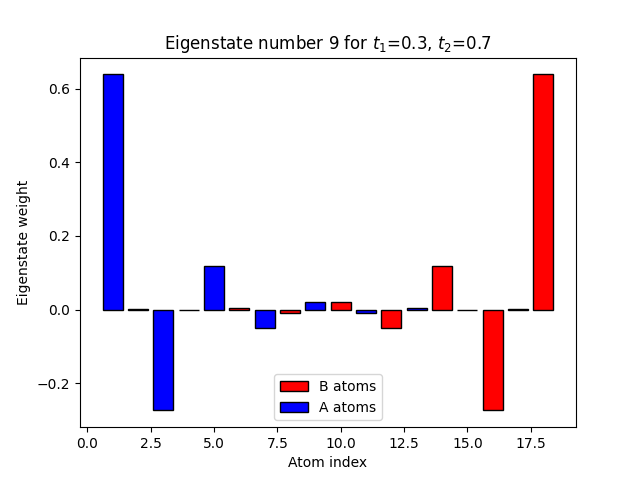 Eigenstate number 9 for $t_1$=0.3, $t_2$=0.7
Eigenstate weight
0.6
0.4
0.2
0.0
−0.2
B atoms
A atoms
0.0 2.5 5.0 7.5 10.0 12.5 15.0 17.5
Atom index